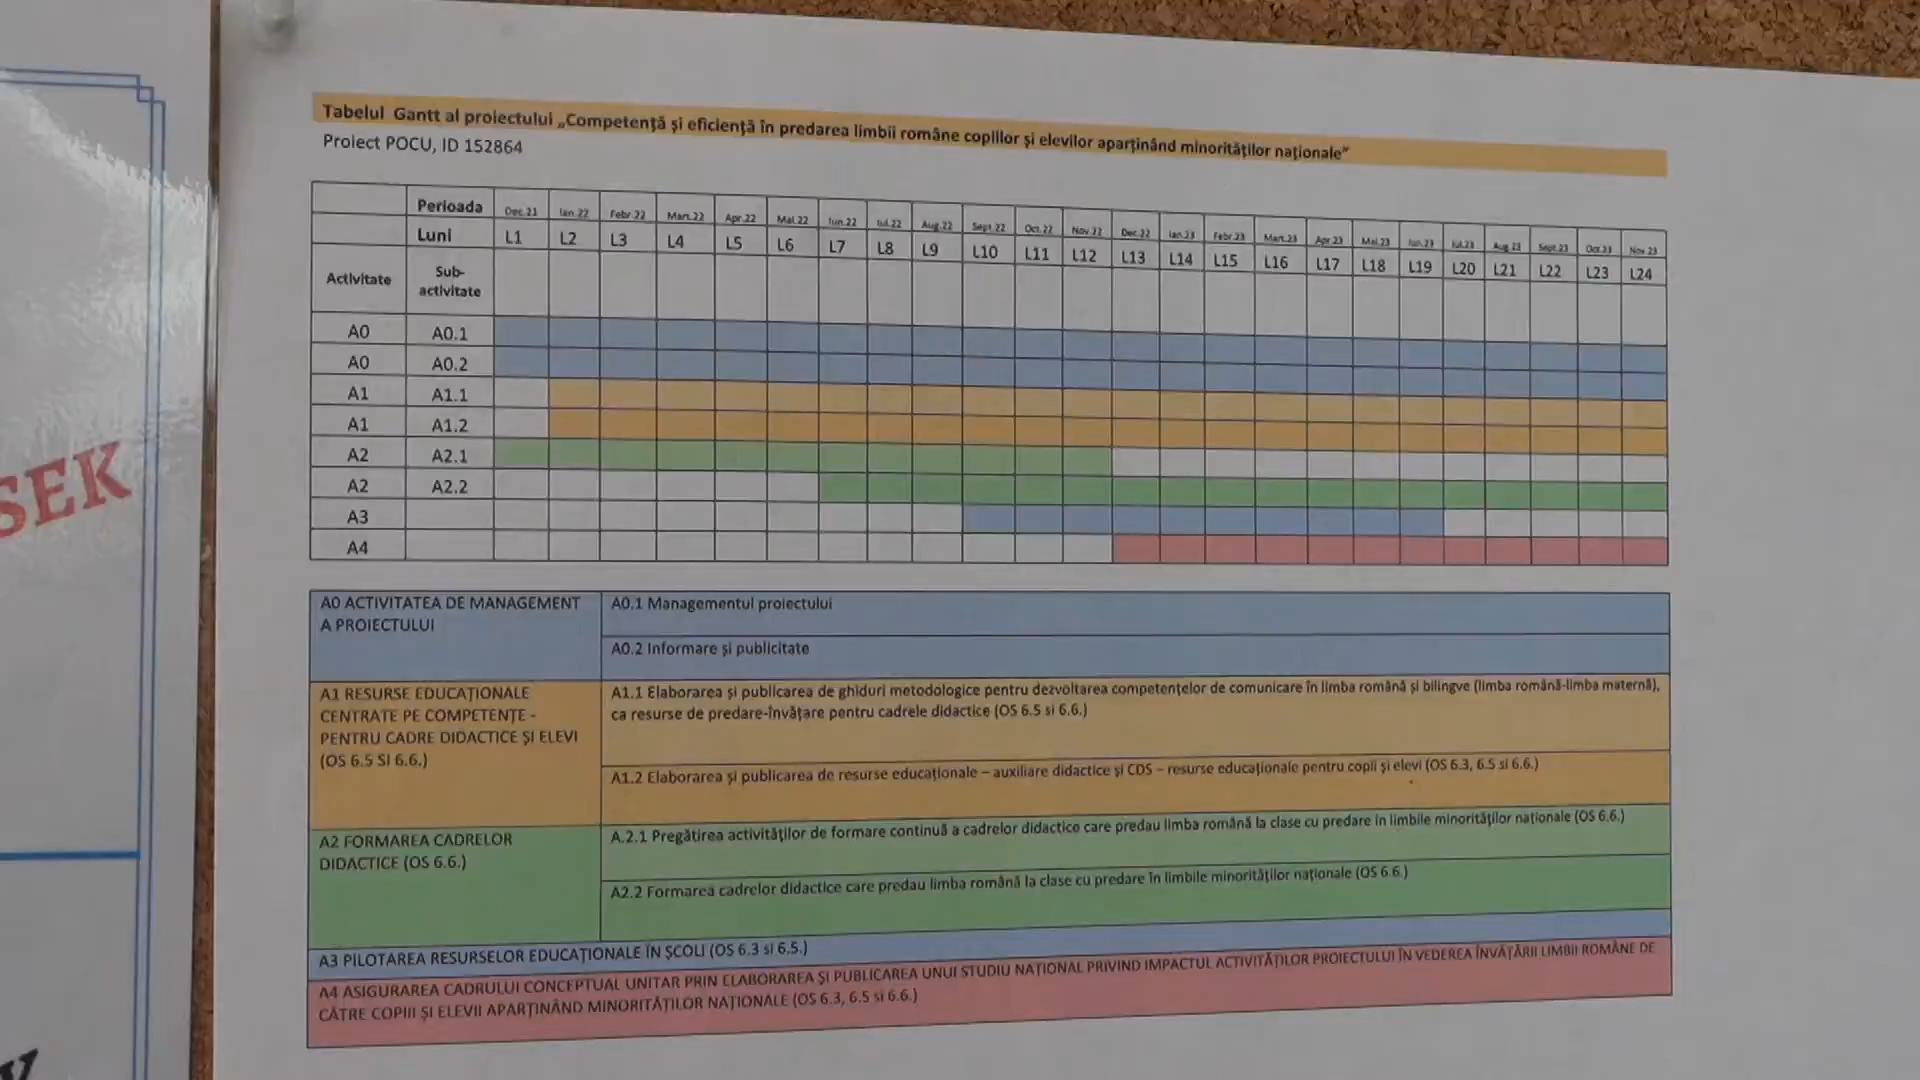 Tabelul Gantt al proiectului „Competență și eficiență în predarea limbii române copiilor și elevilor aparținând minorităților naționale”
Proiect POCU, ID 152864
Perioada Dec.21 Ian.22 Febr.22 Mart.22 Apr.22 Mai.22 Iun.22 Iul.22 Aug.22 Sept.22 Oct.22 Nov.22 Dec.22 Ian.23 Febr.23 Mart.23 Apr.23 Mai.23 Iun.23 Iul.23 Aug.23 Sept.23 Oct.23 Nov.23
Luni L1 L2 L3 L4 L5 L6 L7 L8 L9 L10 L11 L12 L13 L14 L15 L16 L17 L18 L19 L20 L21 L22 L23 L24
Activitate Sub-
activitate
A0 A0.1
A0 A0.2
A1 A1.1
A1 A1.2
A2 A2.1
A2 A2.2
A3
A4
A0 ACTIVITATEA DE MANAGEMENT
A PROIECTULUI
A0.1 Managementul proiectului
A0.2 Informare și publicitate
A1 RESURSE EDUCAȚIONALE
CENTRATE PE COMPETENȚE -
PENTRU CADRE DIDACTICE ȘI ELEVI
(OS 6.5 SI 6.6.)
A1.1 Elaborarea și publicarea de ghiduri metodologice pentru dezvoltarea competențelor de comunicare în limba română și bilingve (limba română-limba maternă),
ca resurse de predare-învățare pentru cadrele didactice (OS 6.5 si 6.6.)
A1.2 Elaborarea și publicarea de resurse educaționale – auxiliare didactice și CDS – resurse educaționale pentru copii și elevi (OS 6.3, 6.5 si 6.6.)
A2 FORMAREA CADRELOR
DIDACTICE (OS 6.6.)
A.2.1 Pregătirea activităților de formare continuă a cadrelor didactice care predau limba română la clase cu predare in limbile minorităților naționale (OS 6.6.)
A2.2 Formarea cadrelor didactice care predau limba română la clase cu predare în limbile minorităților naționale (OS 6.6.)
A3 PILOTAREA RESURSELOR EDUCAȚIONALE ÎN ȘCOLI (OS 6.3 si 6.5.)
A4 ASIGURAREA CADRULUI CONCEPTUAL UNITAR PRIN ELABORAREA ȘI PUBLICAREA UNUI STUDIU NAȚIONAL PRIVIND IMPACTUL ACTIVITĂȚILOR PROIECTULUI ÎN VEDEREA ÎNVĂȚĂRII LIMBII ROMÂNE DE
CĂTRE COPIII ȘI ELEVII APARȚINÂND MINORITĂȚILOR NAȚIONALE (OS 6.3, 6.5 si 6.6.)
SEK